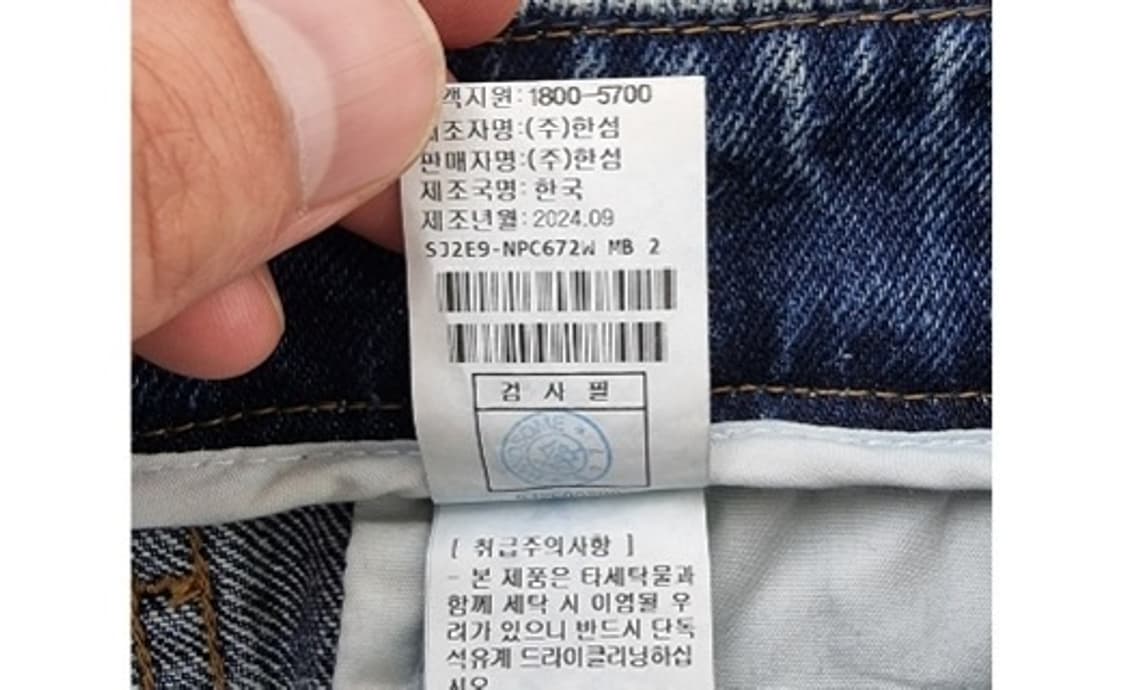 객지원:1800-5700
제조자명:(주)한섬
판매자명:(주)한섬
제조국명:한국
제조년월:2024.09
SJ2E9-NPC672W MB 2
검 사 필
[ 취급주의사항 ]
- 본 제품은 타세탁물과
함께 세탁 시 이염될 우
려가 있으니 반드시 단독
석유계 드라이클리닝하십
시오